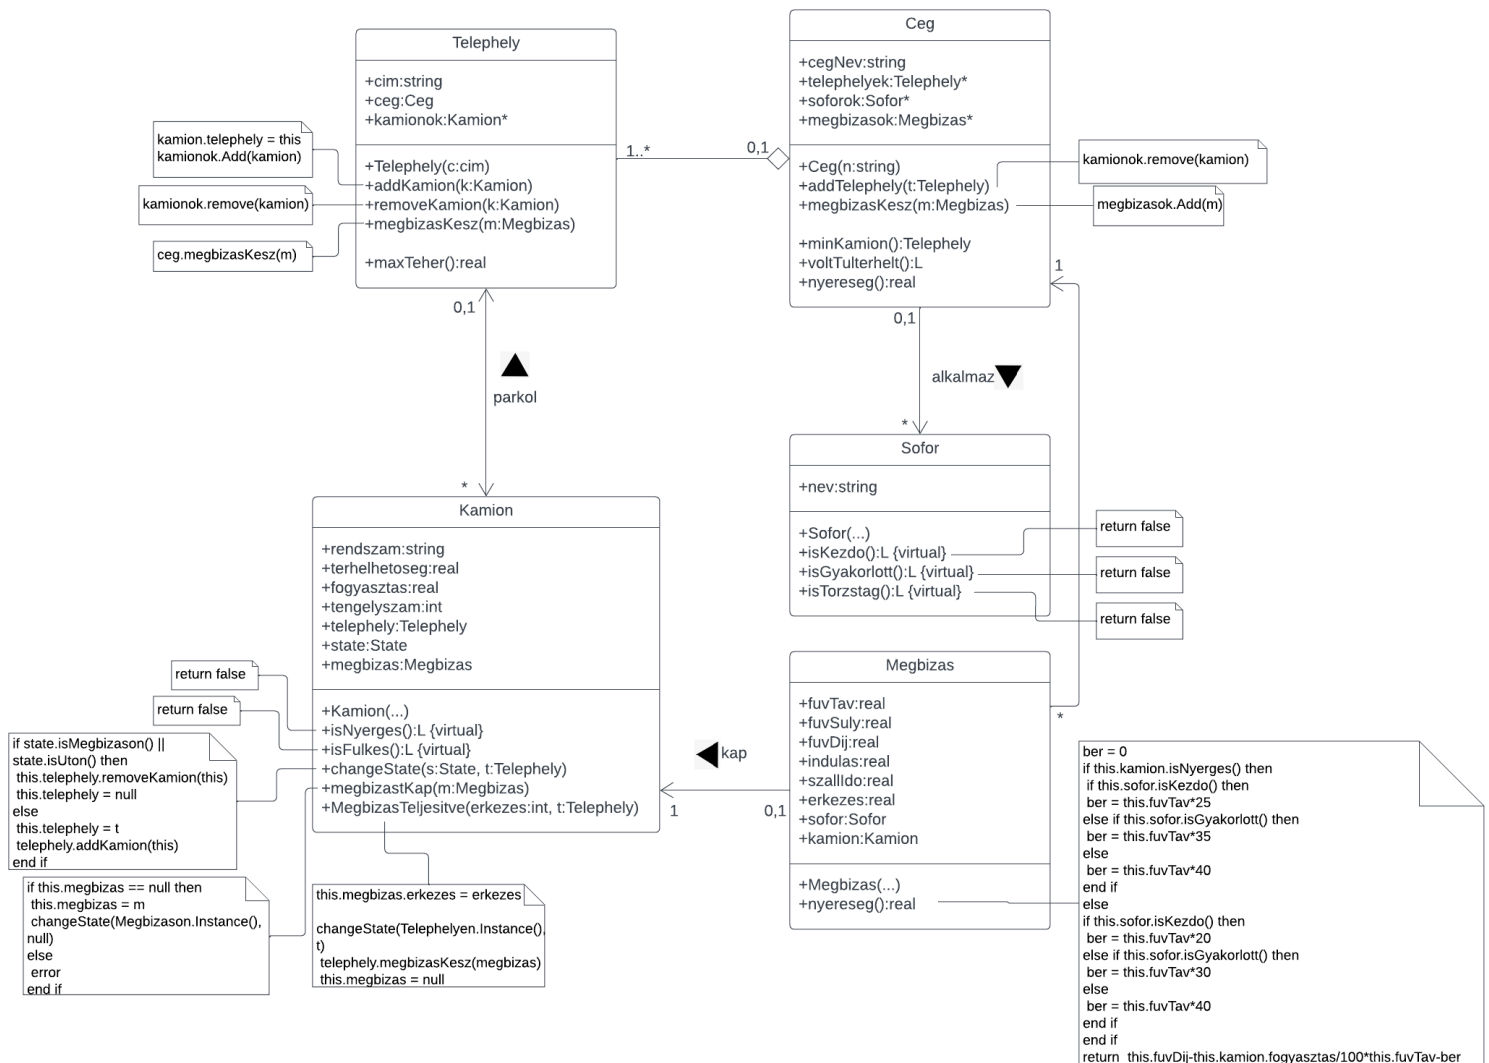 Telephely
+cim:string
+ceg:Ceg
+kamionok:Kamion*
+Telephely(c:cim)
+addKamion(k:Kamion)
+removeKamion(k:Kamion)
+megbizasKesz(m:Megbizas)
+maxTeher():real
kamion.telephely = this
kamionok.Add(kamion)
kamionok.remove(kamion)
ceg.megbizasKesz(m)
1..*
0,1
Ceg
+cegNev:string
+telephelyek:Telephely*
+soforok:Sofor*
+megbizasok:Megbizas*
+Ceg(n:string)
+addTelephely(t:Telephely)
+megbizasKesz(m:Megbizas)
+minKamion():Telephely
+voltTulterhelt():L
+nyereseg():real
kamionok.remove(kamion)
megbizasok.Add(m)
1
0,1
parkol
*
0,1
alkalmaz
*
Sofor
+nev:string
+Sofor(...)
+isKezdo():L {virtual}
+isGyakorlott():L {virtual}
+isTorzstag():L {virtual}
return false
return false
return false
Kamion
+rendszam:string
+terhelhetoseg:real
+fogyasztas:real
+tengelyszam:int
+telephely:Telephely
+state:State
+megbizas:Megbizas
+Kamion(...)
+isNyerges():L {virtual}
+isFulkes():L {virtual}
+changeState(s:State, t:Telephely)
+megbizastKap(m:Megbizas)
+MegbizasTeljesitve(erkezes:int, t:Telephely)
return false
return false
if state.isMegbizason() ||
state.isUton() then
this.telephely.removeKamion(this)
this.telephely = null
else
this.telephely = t
telephely.addKamion(this)
end if
if this.megbizas == null then
this.megbizas = m
changeState(Megbizason.Instance(),
null)
else
error
end if
this.megbizas.erkezes = erkezes
changeState(Telephelyen.Instance(),
t)
telephely.megbizasKesz(megbizas)
this.megbizas = null
kap
1
0,1
Megbizas
+fuvTav:real
+fuvSuly:real
+fuvDij:real
+indulas:real
+szallIdo:real
+erkezes:real
+sofor:Sofor
+kamion:Kamion
+Megbizas(...)
+nyereseg():real
*
ber = 0
if this.kamion.isNyerges() then
if this.sofor.isKezdo() then
ber = this.fuvTav*25
else if this.sofor.isGyakorlott() then
ber = this.fuvTav*35
else
ber = this.fuvTav*40
end if
else
if this.sofor.isKezdo() then
ber = this.fuvTav*20
else if this.sofor.isGyakorlott() then
ber = this.fuvTav*30
else
ber = this.fuvTav*40
end if
end if
return this.fuvDij-this.kamion.fogyasztas/100*this.fuvTav-ber